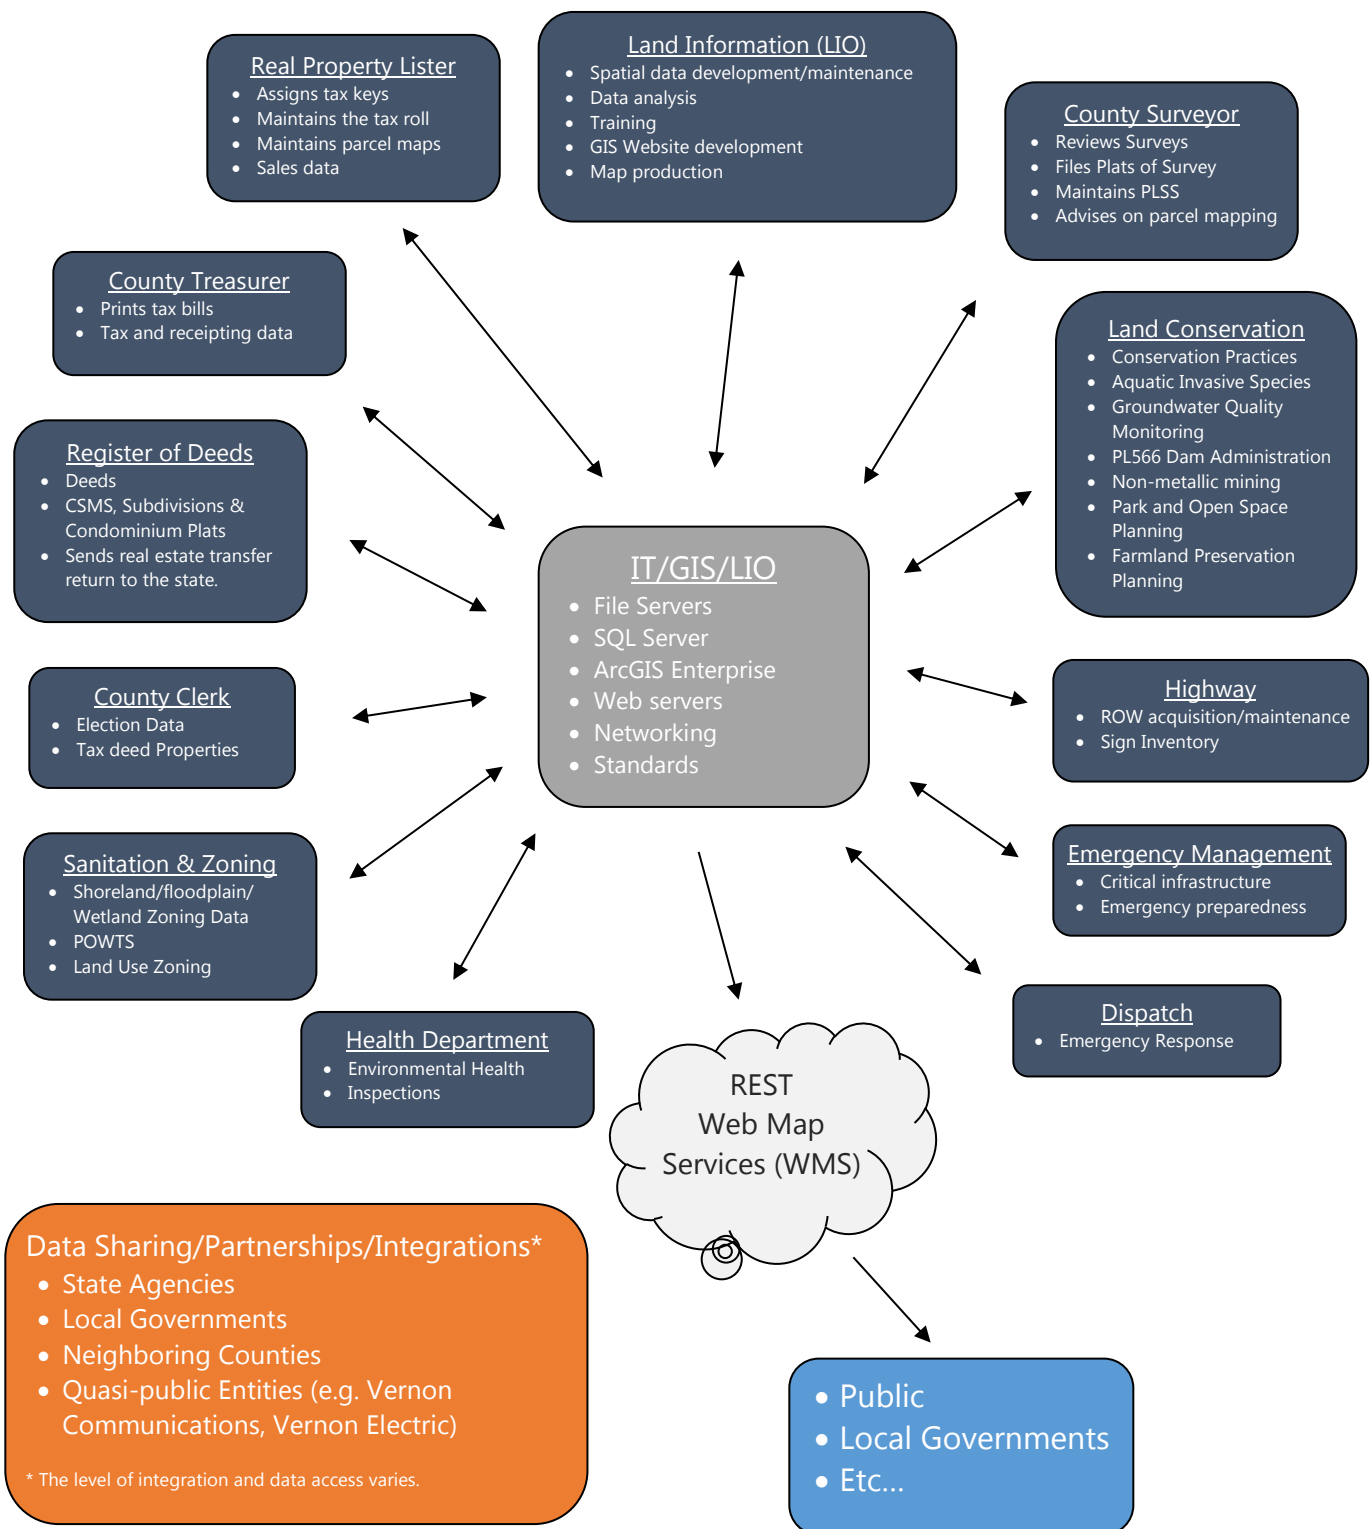 Real Property Lister
• Assigns tax keys
• Maintains the tax roll
• Maintains parcel maps
• Sales data
Land Information (LIO)
• Spatial data development/maintenance
• Data analysis
• Training
• GIS Website development
• Map production
County Surveyor
• Reviews Surveys
• Files Plats of Survey
• Maintains PLSS
• Advises on parcel mapping
County Treasurer
• Prints tax bills
• Tax and receipting data
Land Conservation
• Conservation Practices
• Aquatic Invasive Species
• Groundwater Quality
Monitoring
• PL566 Dam Administration
• Non-metallic mining
• Park and Open Space
Planning
• Farmland Preservation
Planning
Register of Deeds
• Deeds
• CSMS, Subdivisions &
Condominium Plats
• Sends real estate transfer
return to the state.
IT/GIS/LIO
• File Servers
• SQL Server
• ArcGIS Enterprise
• Web servers
• Networking
• Standards
County Clerk
• Election Data
• Tax deed Properties
Highway
• ROW acquisition/maintenance
• Sign Inventory
Sanitation & Zoning
• Shoreland/floodplain/
Wetland Zoning Data
• POWTS
• Land Use Zoning
Emergency Management
• Critical infrastructure
• Emergency preparedness
Health Department
• Environmental Health
• Inspections
Dispatch
• Emergency Response
REST
Web Map
Services (WMS)
Data Sharing/Partnerships/Integrations*
• State Agencies
• Local Governments
• Neighboring Counties
• Quasi-public Entities (e.g. Vernon
Communications, Vernon Electric)
* The level of integration and data access varies.
• Public
• Local Governments
• Etc...